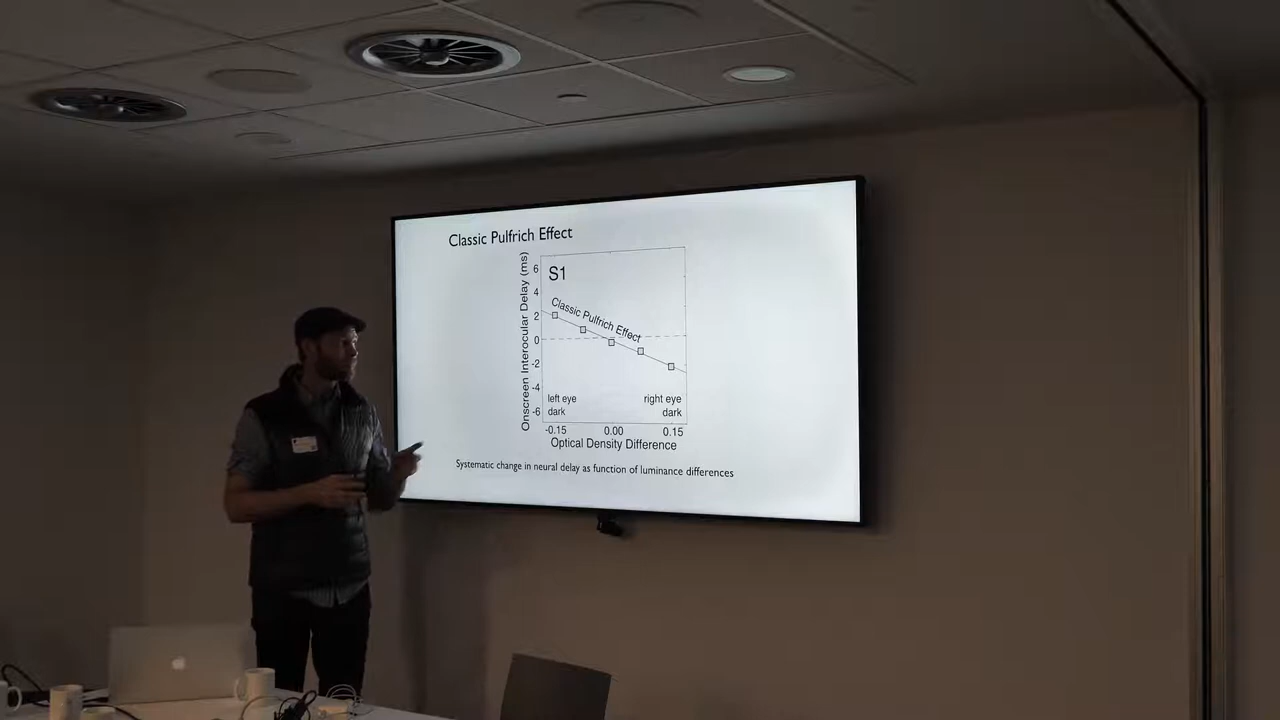 Classic Pulfrich Effect
S1
Onscreen Interocular Delay (ms)
6
4
2
0
-2
-4
-6
Classic Pulfrich Effect
left eye
dark
right eye
dark
-0.15
0.00
0.15
Optical Density Difference
Systematic change in neural delay as function of luminance differences